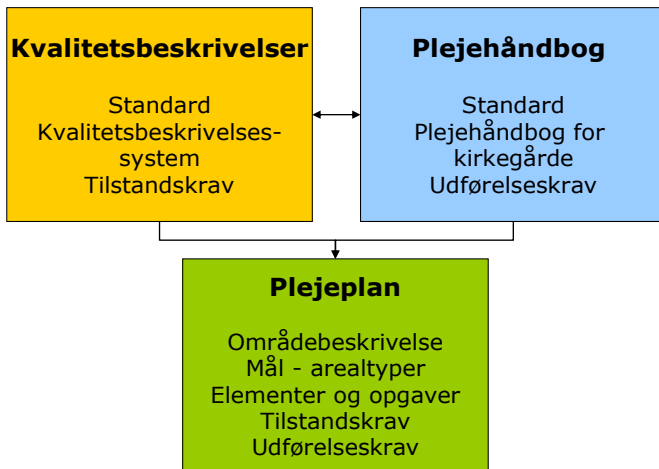 Kvalitetsbeskrivelser
Standard
Kvalitetsbeskrivelses-
system
Tilstandskrav
Plejehåndbog
Standard
Plejehåndbog for
kirkegårde
Udførelseskrav
Plejeplan
Områdebeskrivelse
Mål - arealtyper
Elementer og opgaver
Tilstandskrav
Udførelseskrav